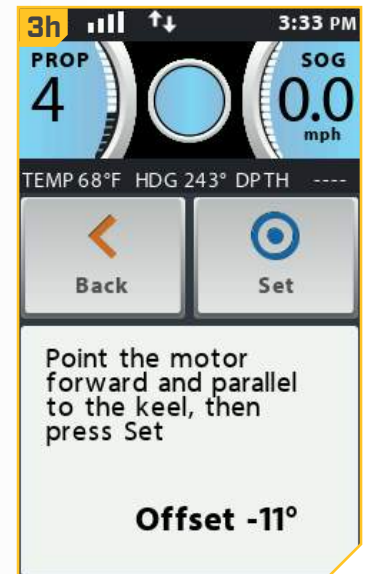 3h 3:33 PM
PROP SOG
4 0.0
mph
TEMP 68°F HDG 243° DPTH ----
Back Set
Point the motor
forward and parallel
to the keel, then
press Set
Offset -11°